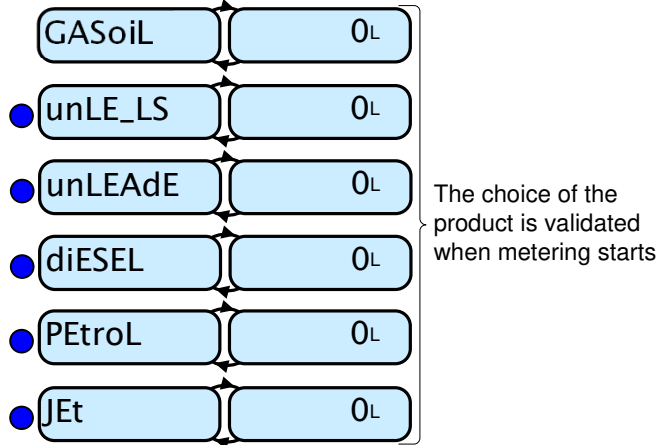 GASoiL 0L
unLE_LS 0L
unLEAdE 0L
diESEL 0L
PEtroL 0L
JEt 0L
The choice of the
product is validated
when metering starts